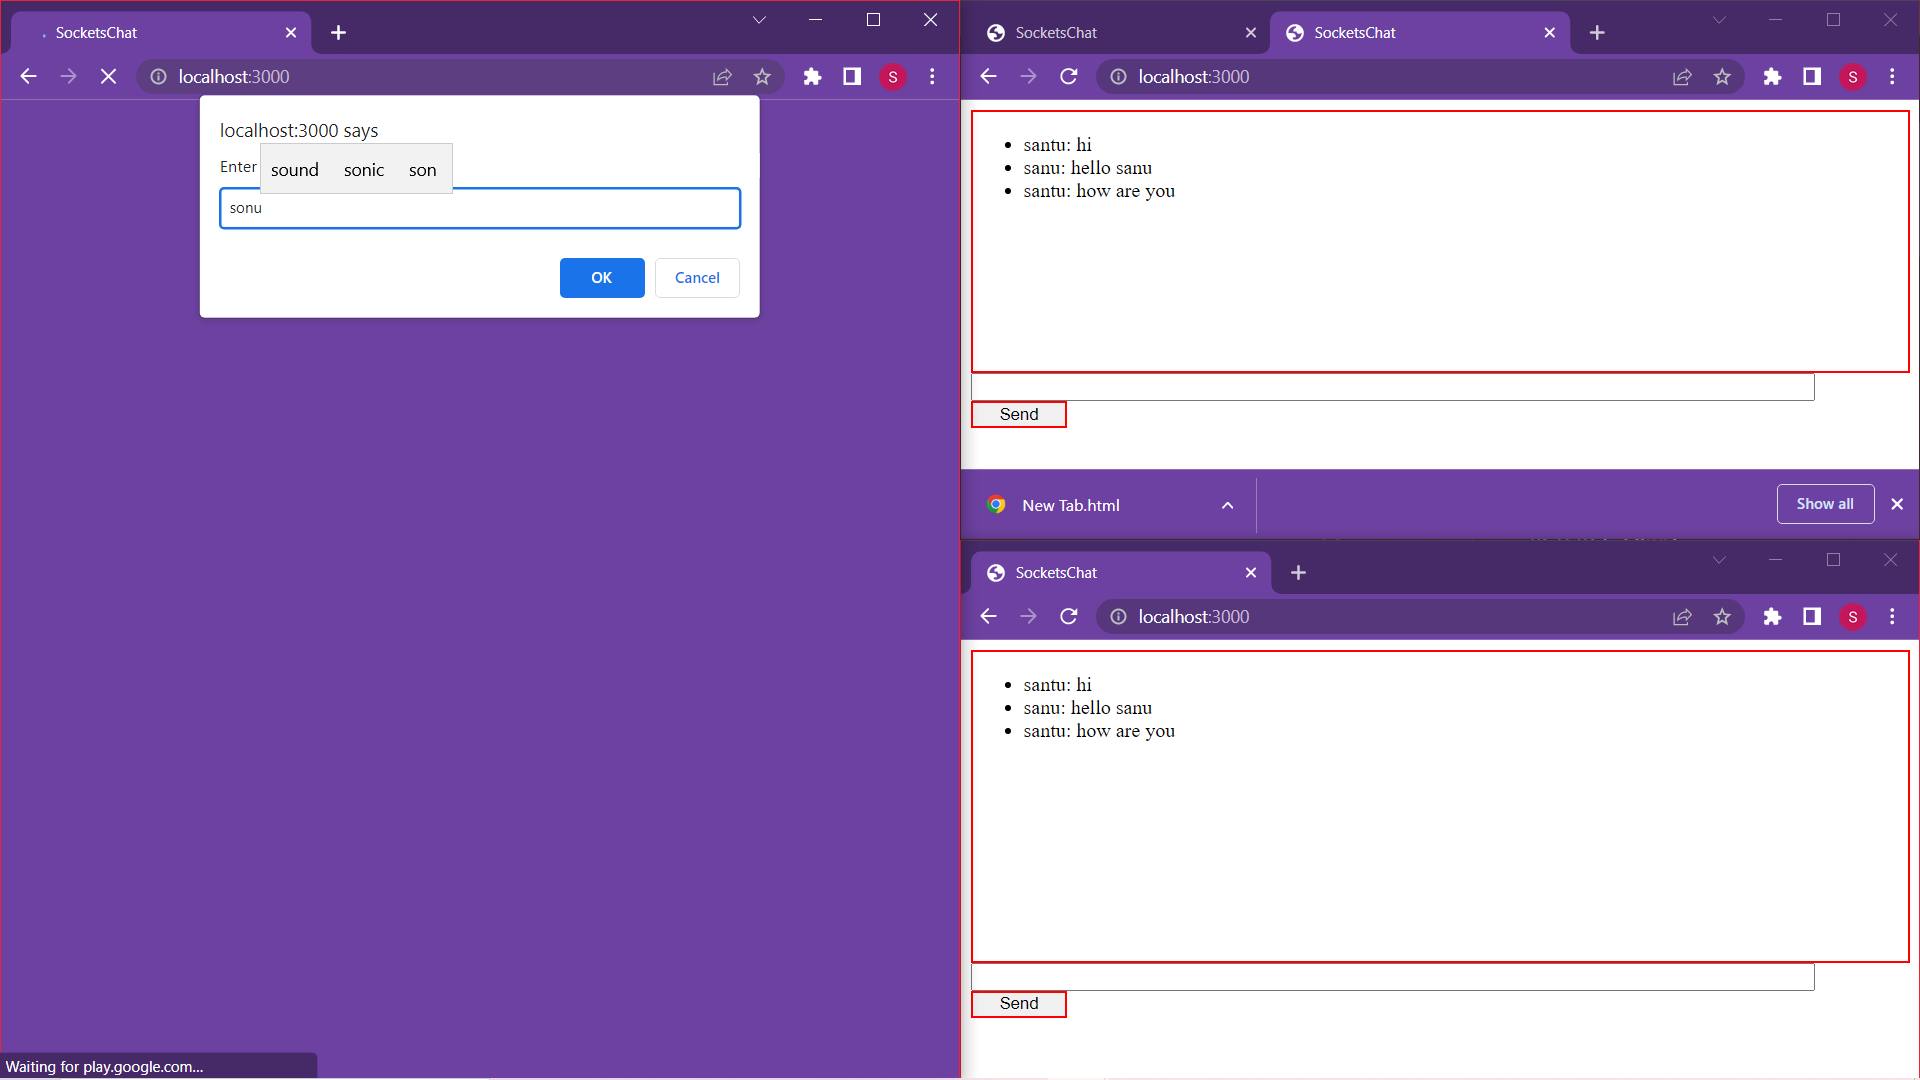 SocketsChat
localhost:3000
S
localhost:3000 says
Enter
sound sonic son
sonu
OK Cancel
Waiting for play.google.com...
SocketsChat SocketsChat
localhost:3000
S
santu: hi
sanu: hello sanu
santu: how are you
Send
New Tab.html Show all
SocketsChat
localhost:3000
S
santu: hi
sanu: hello sanu
santu: how are you
Send